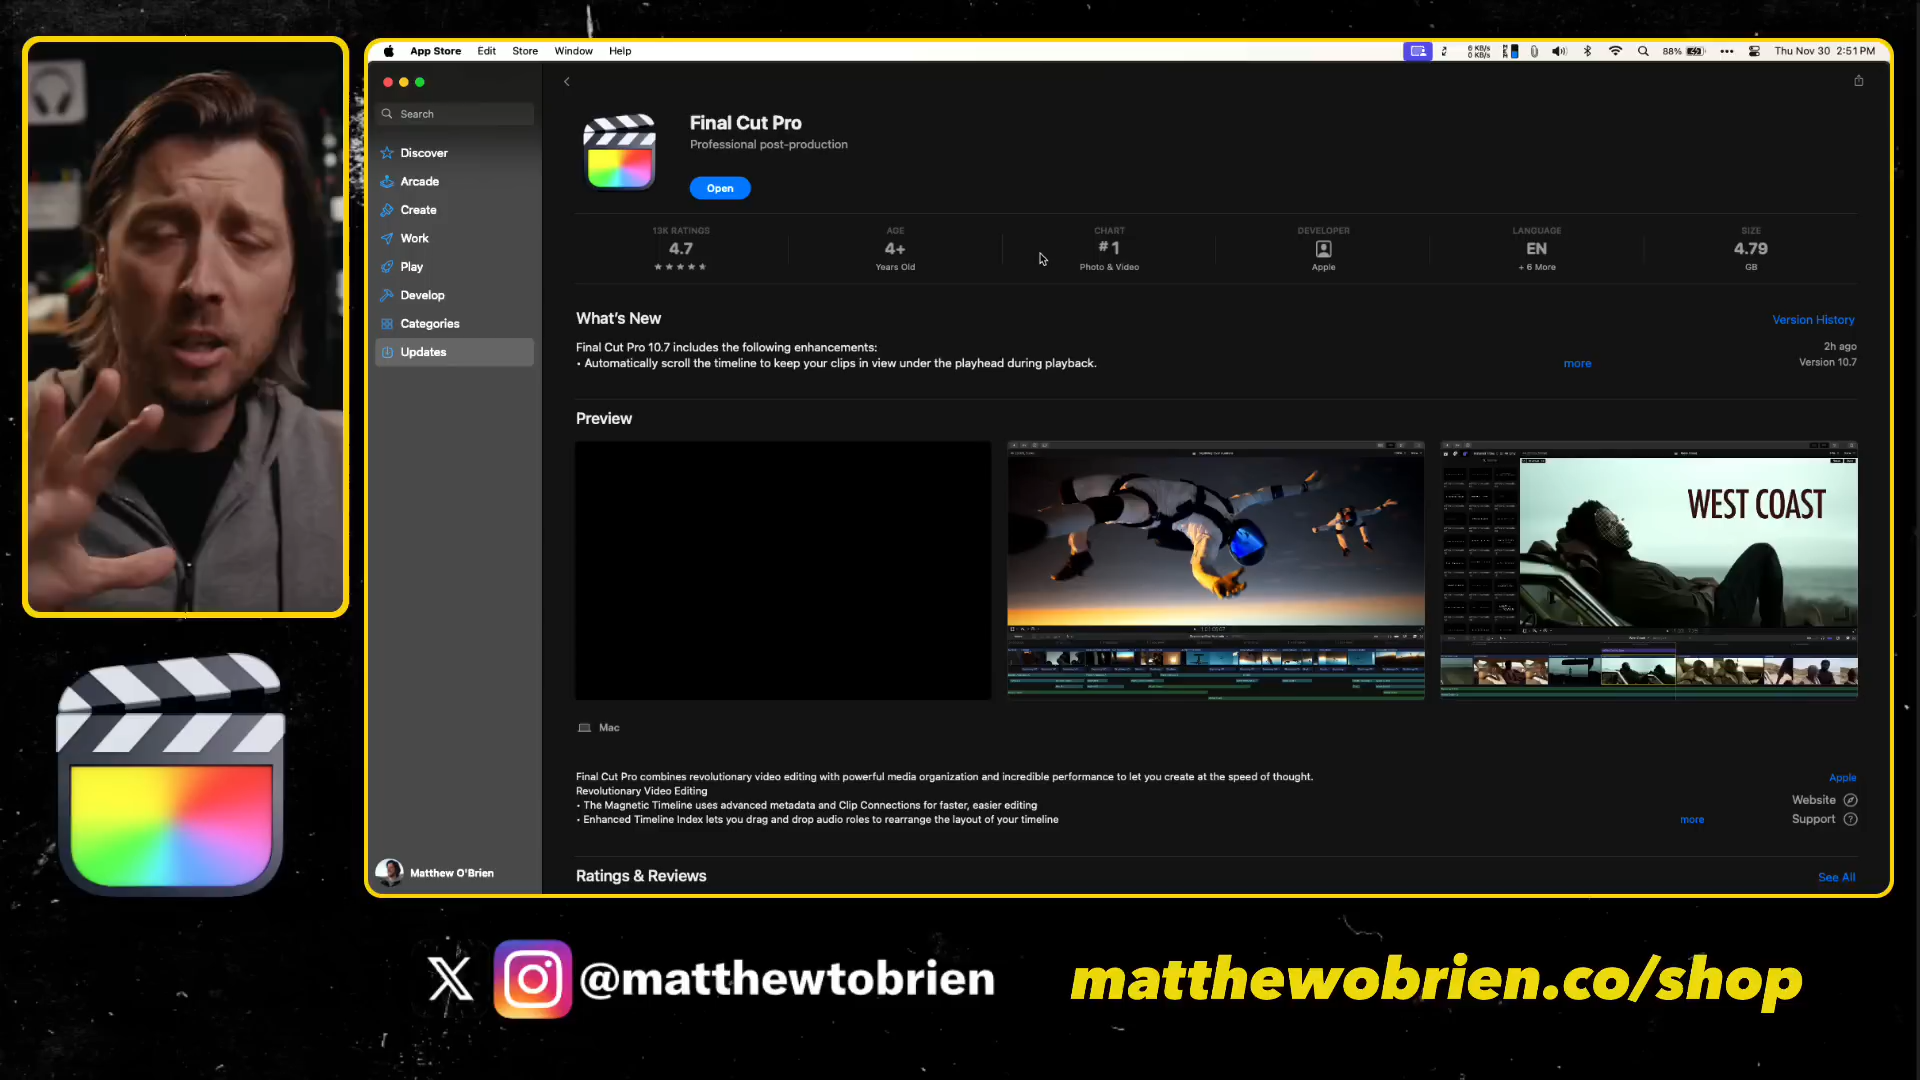 App Store Edit Store Window Help
6 KB/s
0 KB/s
88%
Thu Nov 30 2:51 PM
Search
Discover
Arcade
Create
Work
Play
Develop
Categories
Updates
Matthew O'Brien
Final Cut Pro
Professional post-production
Open
13K RATINGS
4.7
AGE
4+
Years Old
CHART
#1
Photo & Video
DEVELOPER
Apple
LANGUAGE
EN
+ 6 More
SIZE
4.79
GB
What's New
Version History
Final Cut Pro 10.7 includes the following enhancements:
2h ago
• Automatically scroll the timeline to keep your clips in view under the playhead during playback.
more
Version 10.7
Preview
WEST COAST
Mac
Final Cut Pro combines revolutionary video editing with powerful media organization and incredible performance to let you create at the speed of thought.
Revolutionary Video Editing
• The Magnetic Timeline uses advanced metadata and Clip Connections for faster, easier editing
• Enhanced Timeline Index lets you drag and drop audio roles to rearrange the layout of your timeline
more
Apple
Website
Support
Ratings & Reviews
See All
@matthewtobrien
matthewobrien.co/shop